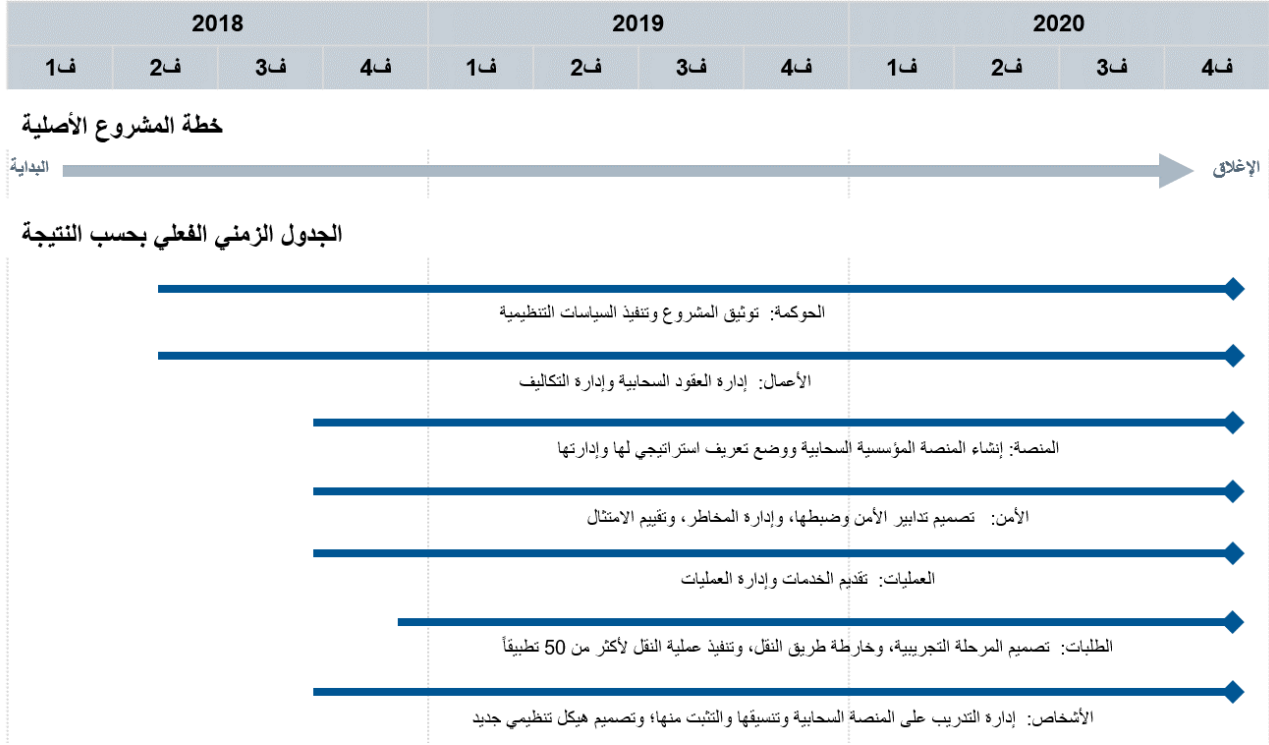 2018 2019 2020
ف1 ف2 ف3 ف4 ف1 ف2 ف3 ف4 ف1 ف2 ف3 ف4
خطة المشروع الأصلية
البداية الإغلاق
الجدول الزمني الفعلي بحسب النتيجة
الحوكمة: توثيق المشروع وتنفيذ السياسات التنظيمية
الأعمال: إدارة العقود السحابية وإدارة التكاليف
المنصة: إنشاء المنصة المؤسسية السحابية ووضع تعريف استراتيجي لها وإدارتها
الأمن: تصميم تدابير الأمن وضبطها، وإدارة المخاطر، وتقييم الامتثال
العمليات: تقديم الخدمات وإدارة العمليات
الطلبات: تصميم المرحلة التجريبية، وخارطة طريق النقل، وتنفيذ عملية النقل لأكثر من 50 تطبيقاً
الأشخاص: إدارة التدريب على المنصة السحابية وتنسيقها والتثبت منها؛ وتصميم هيكل تنظيمي جديد